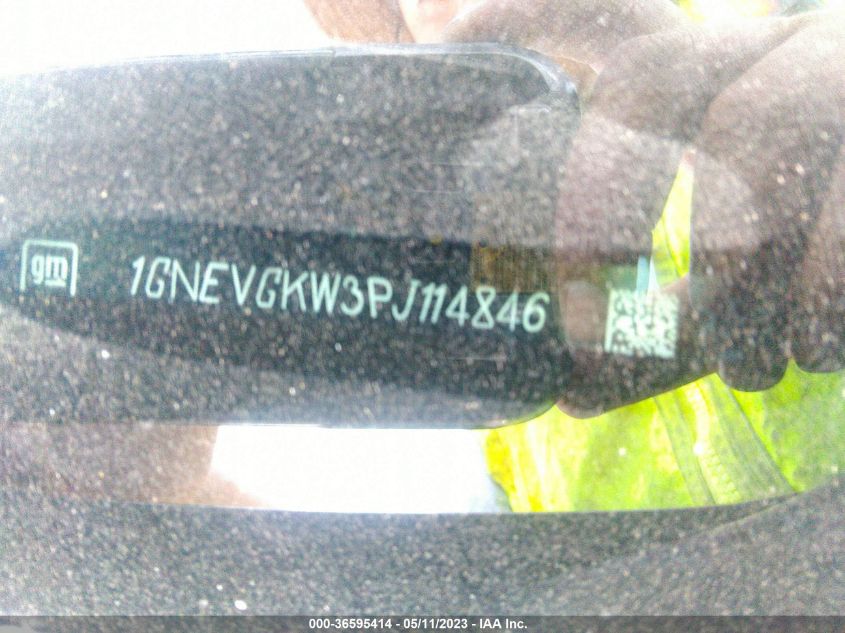 gm 1GNEVGKW3PJ114846
000-36595414 - 05/11/2023 - IAA Inc.